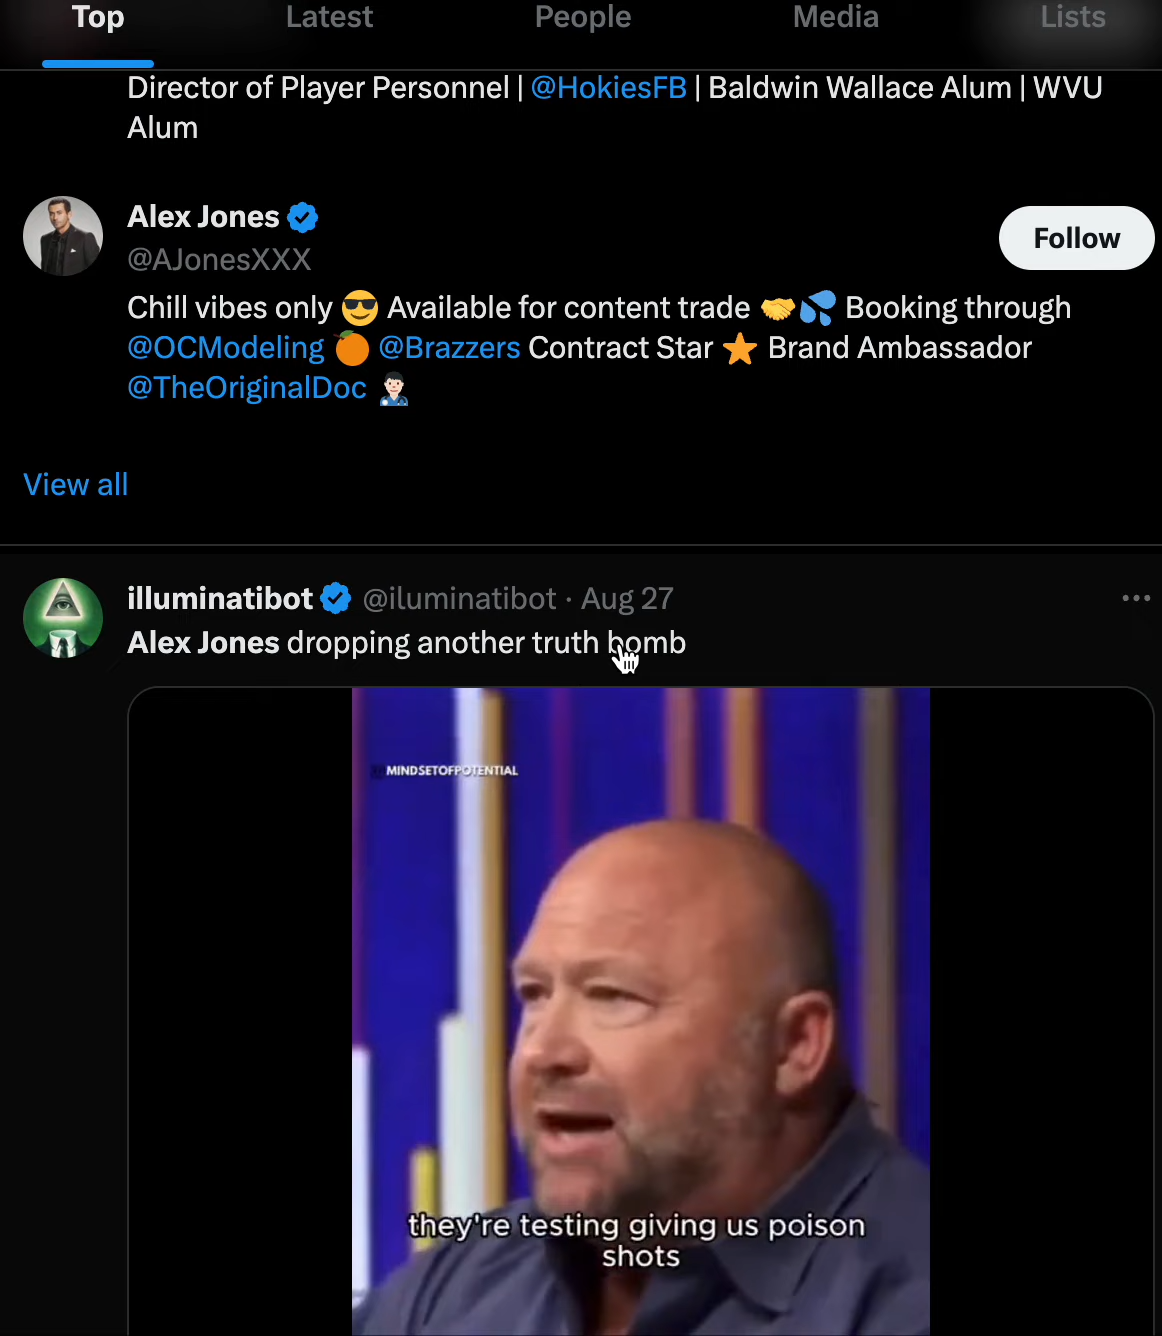 Top Latest People Media Lists
Director of Player Personnel | @HokiesFB | Baldwin Wallace Alum | WVU
Alum
Alex Jones
@AJonesXXX
Follow
Chill vibes only 😎 Available for content trade 🤝💦 Booking through
@OCModeling 🍊 @Brazzers Contract Star ⭐ Brand Ambassador
@TheOriginalDoc 👨🏻‍⚕️
View all
illuminatibot @iluminatibot · Aug 27
Alex Jones dropping another truth bomb
MINDSETOFPOTENTIAL
they're testing giving us poison
shots